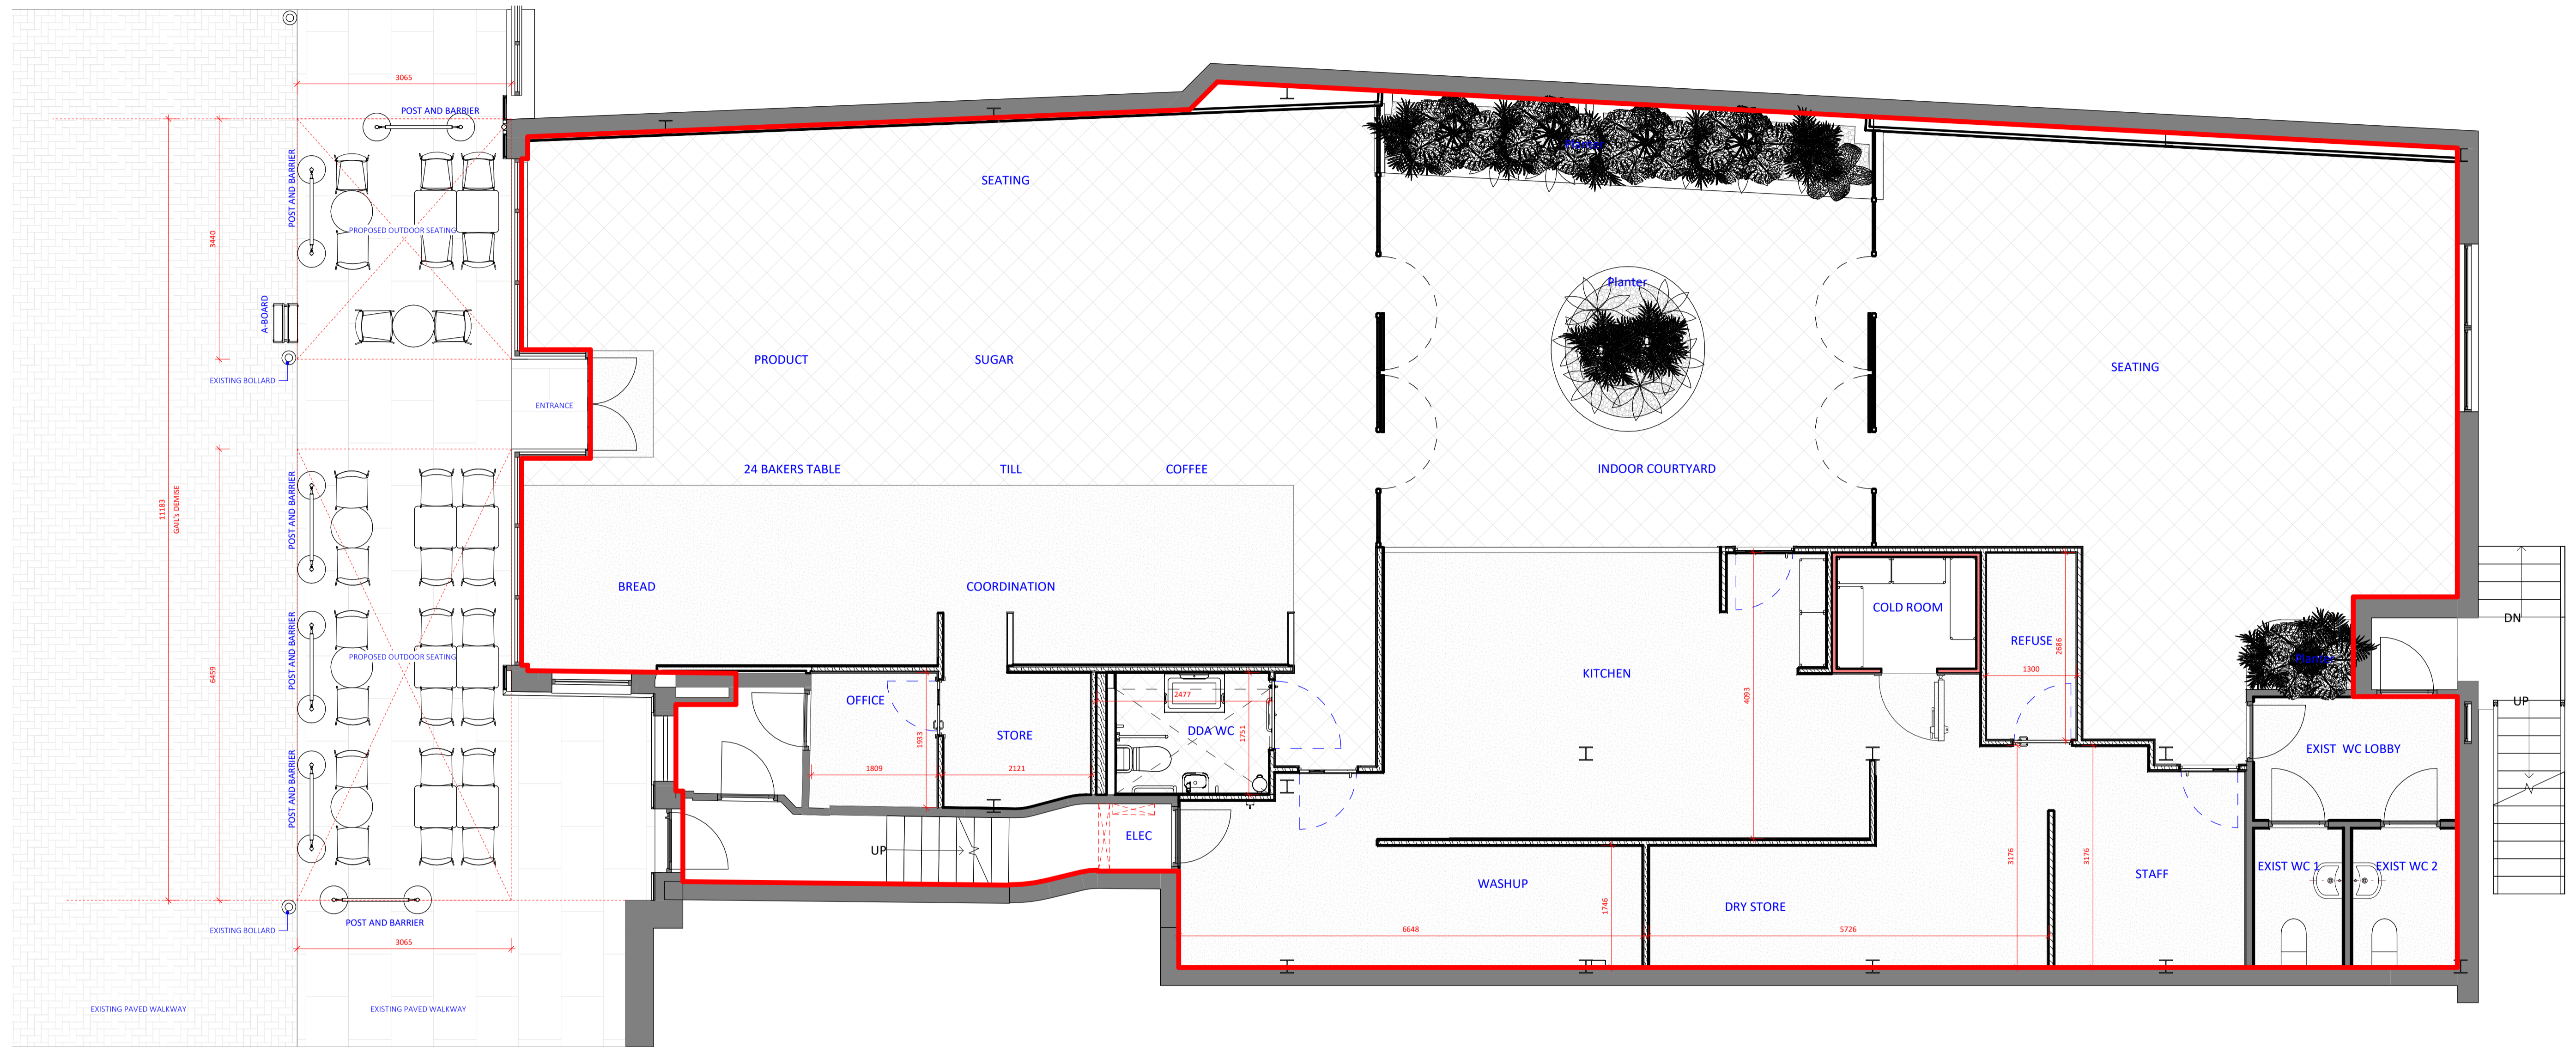 3065
POST AND BARRIER
POST AND BARRIER
PROPOSED OUTDOOR SEATING
3440
A-BOARD
EXISTING BOLLARD
ENTRANCE
11183
GAIL's DEMISE
POST AND BARRIER
6459
POST AND BARRIER
PROPOSED OUTDOOR SEATING
POST AND BARRIER
POST AND BARRIER
EXISTING BOLLARD
3065
EXISTING PAVED WALKWAY
EXISTING PAVED WALKWAY
SEATING
PRODUCT
SUGAR
24 BAKERS TABLE
TILL
COFFEE
BREAD
COORDINATION
Planter
Planter
INDOOR COURTYARD
SEATING
OFFICE
1933
1809
STORE
2121
2477
DDA WC
1751
UP
ELEC
KITCHEN
4093
COLD ROOM
REFUSE
2686
1300
Planter
DN
UP
EXIST  WC LOBBY
WASHUP
1746
6648
DRY STORE
5726
3176
3176
STAFF
EXIST WC 1
EXIST WC 2